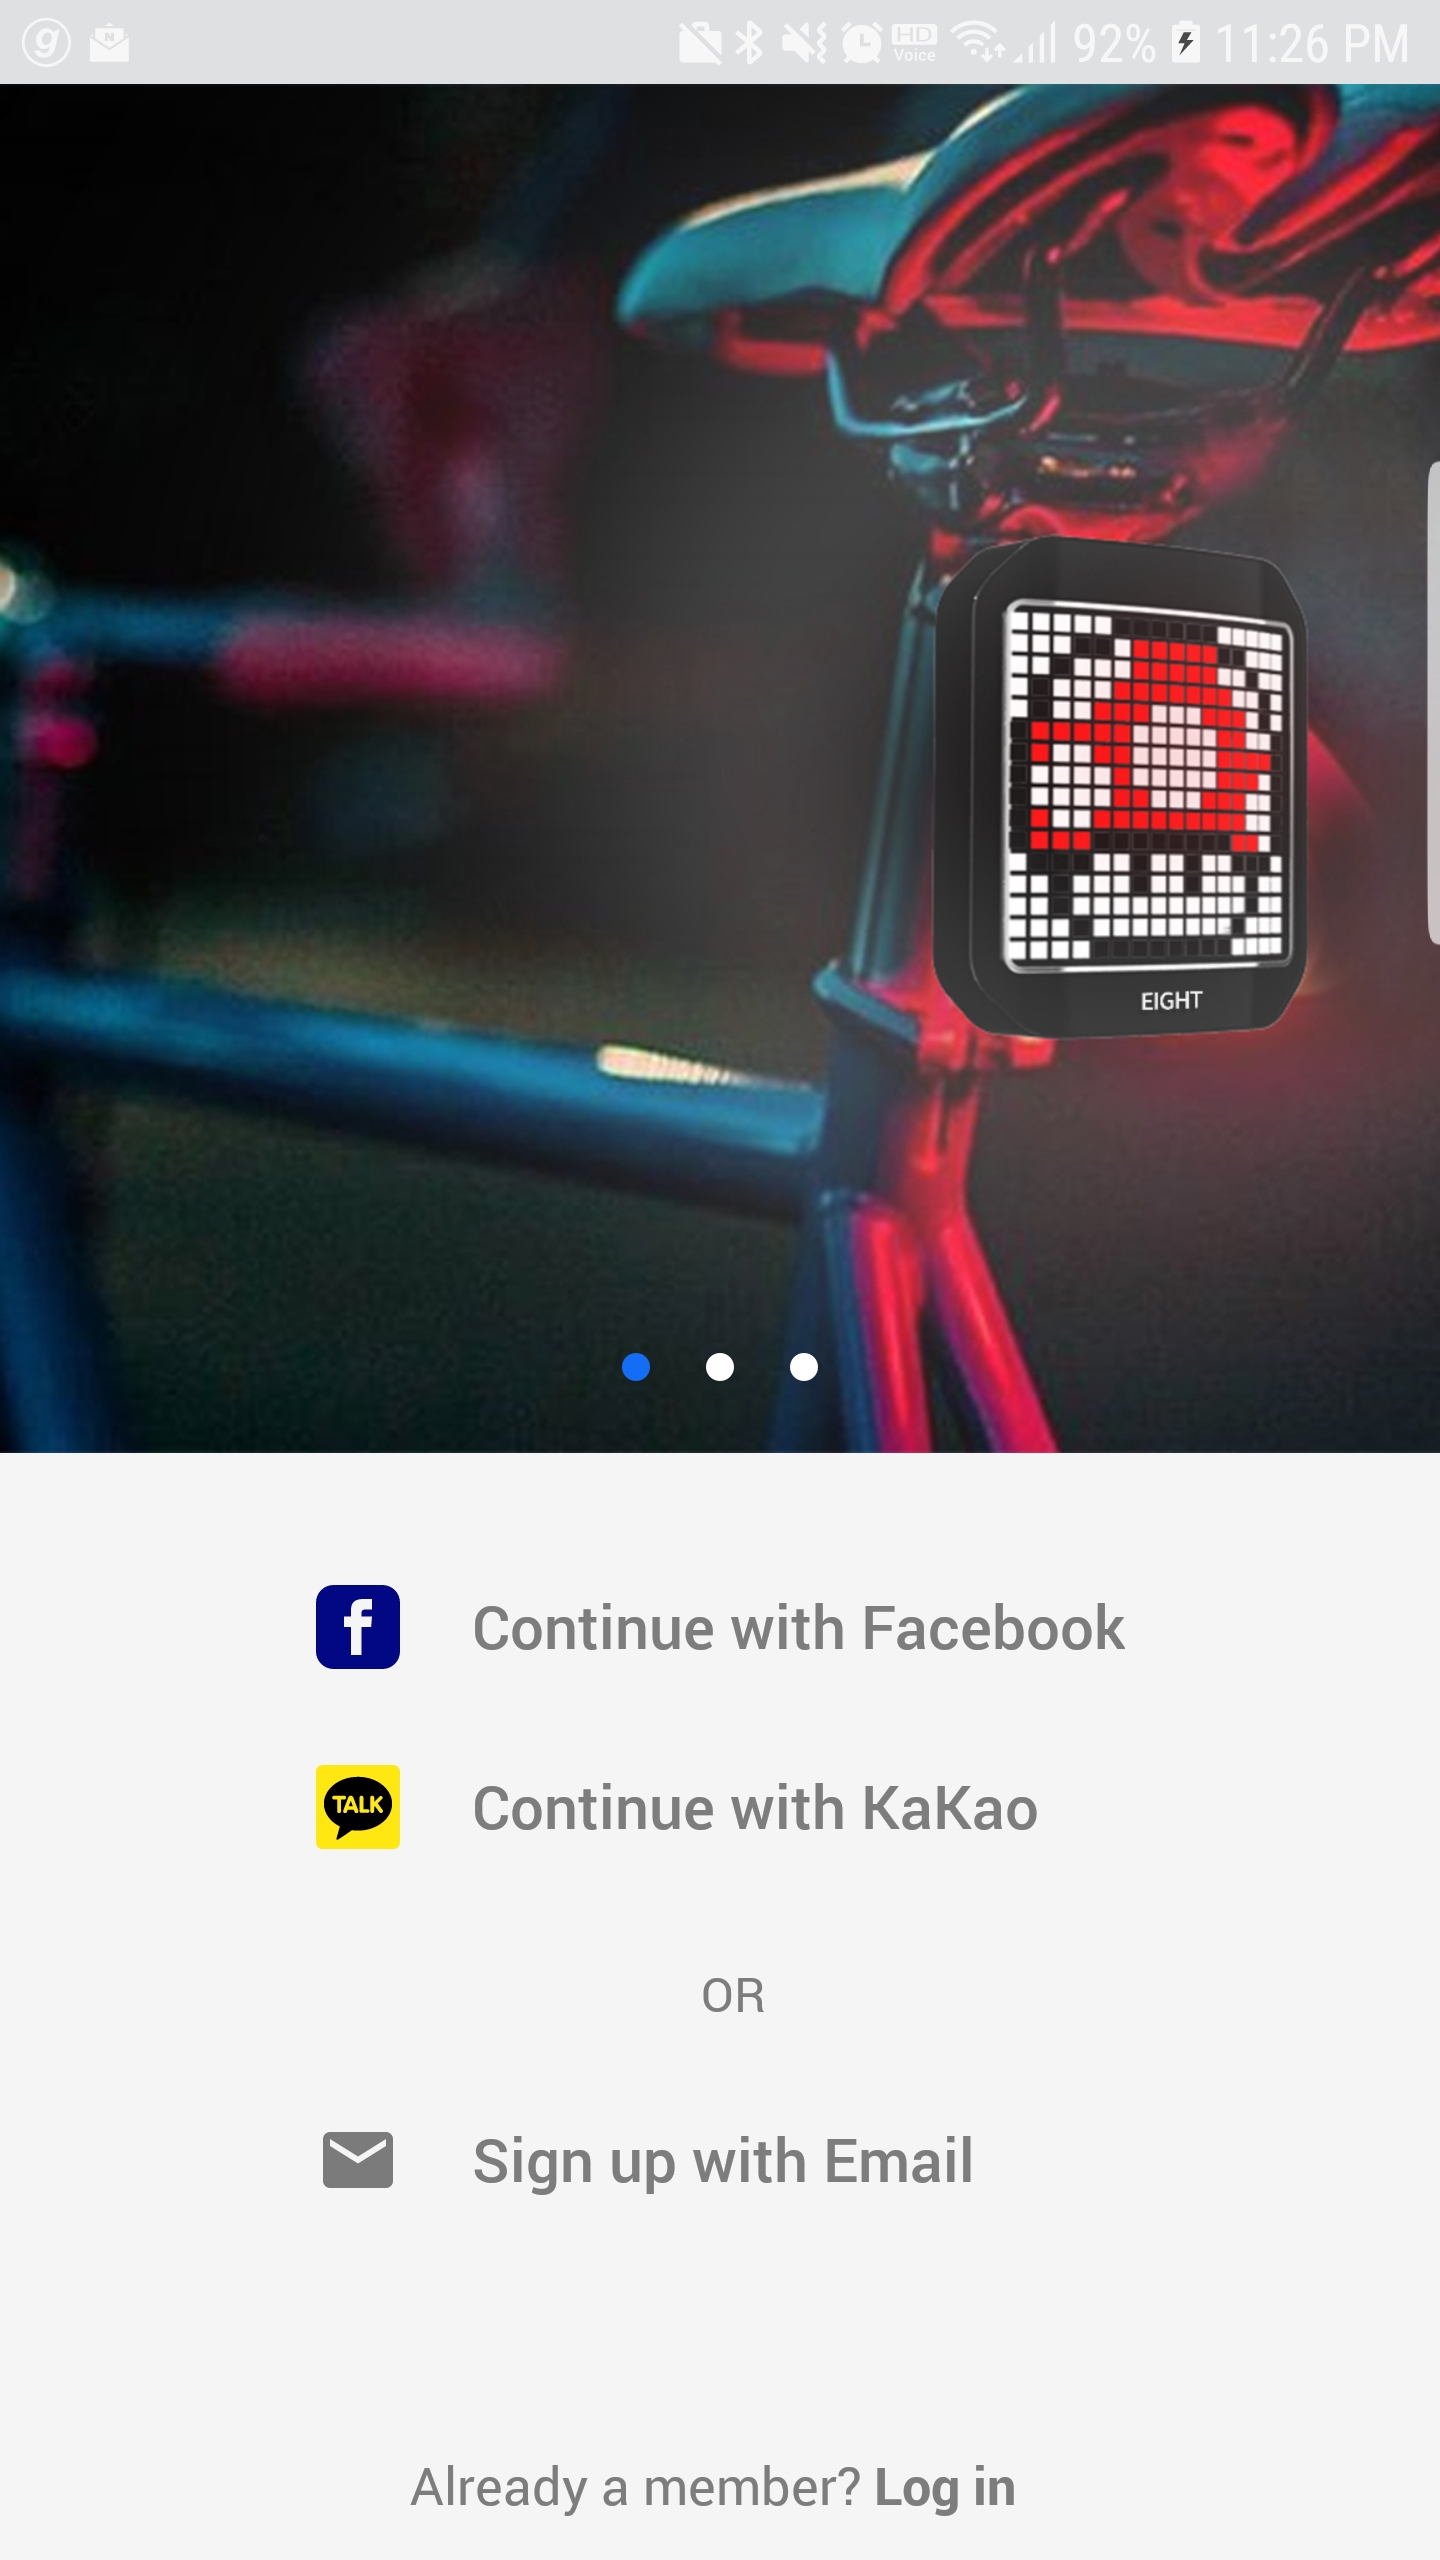 g N HD 92% 11:26 PM
Voice
EIGHT
f Continue with Facebook
TALK Continue with KaKao
OR
Sign up with Email
Already a member? Log in